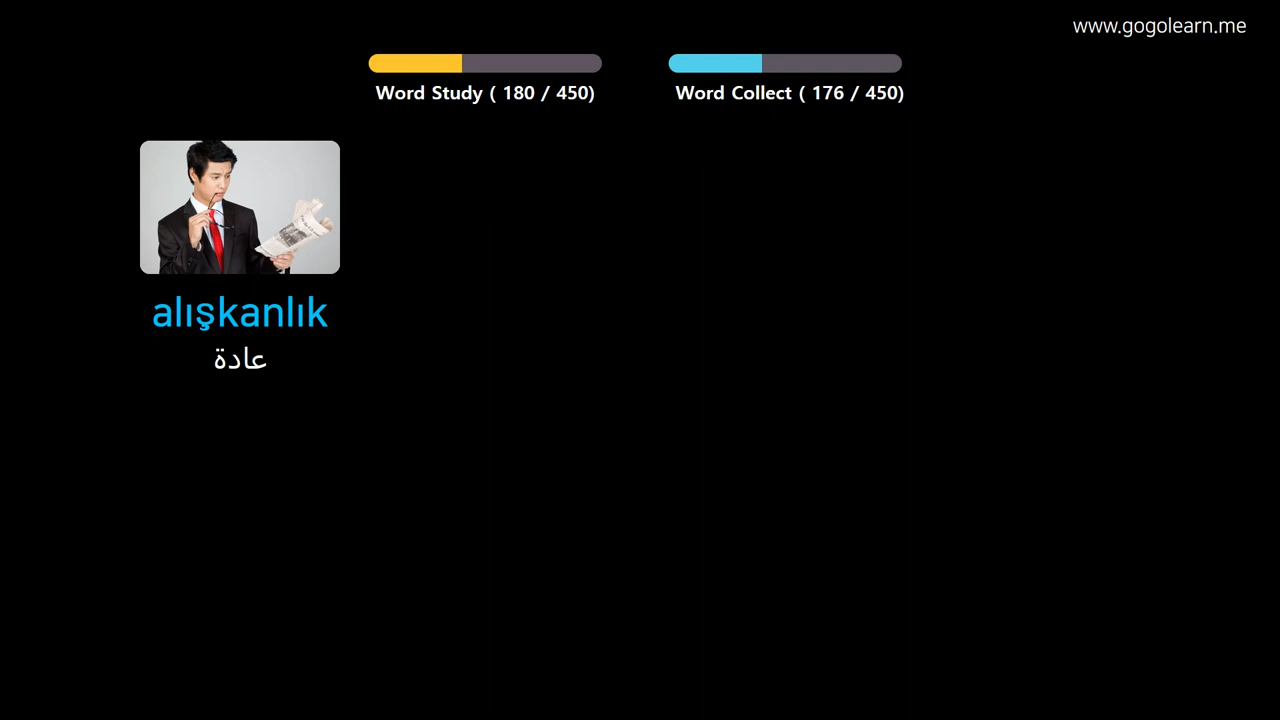 www.gogolearn.me
Word Study ( 180 / 450)
Word Collect ( 176 / 450)
alışkanlık
عادة